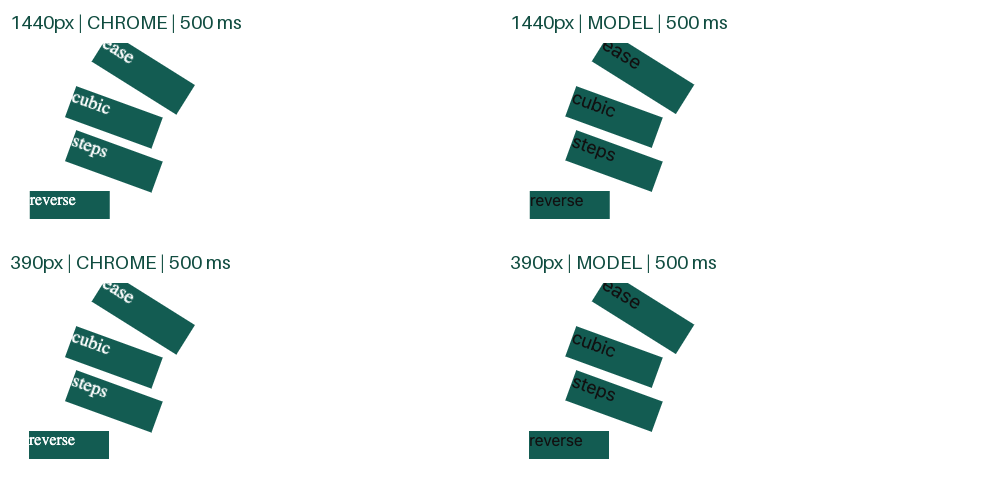 1440px | CHROME | 500 ms
1440px | MODEL | 500 ms
ease
ease
cubic
cubic
steps
steps
reverse
reverse
390px | CHROME | 500 ms
390px | MODEL | 500 ms
ease
ease
cubic
cubic
steps
steps
reverse
reverse